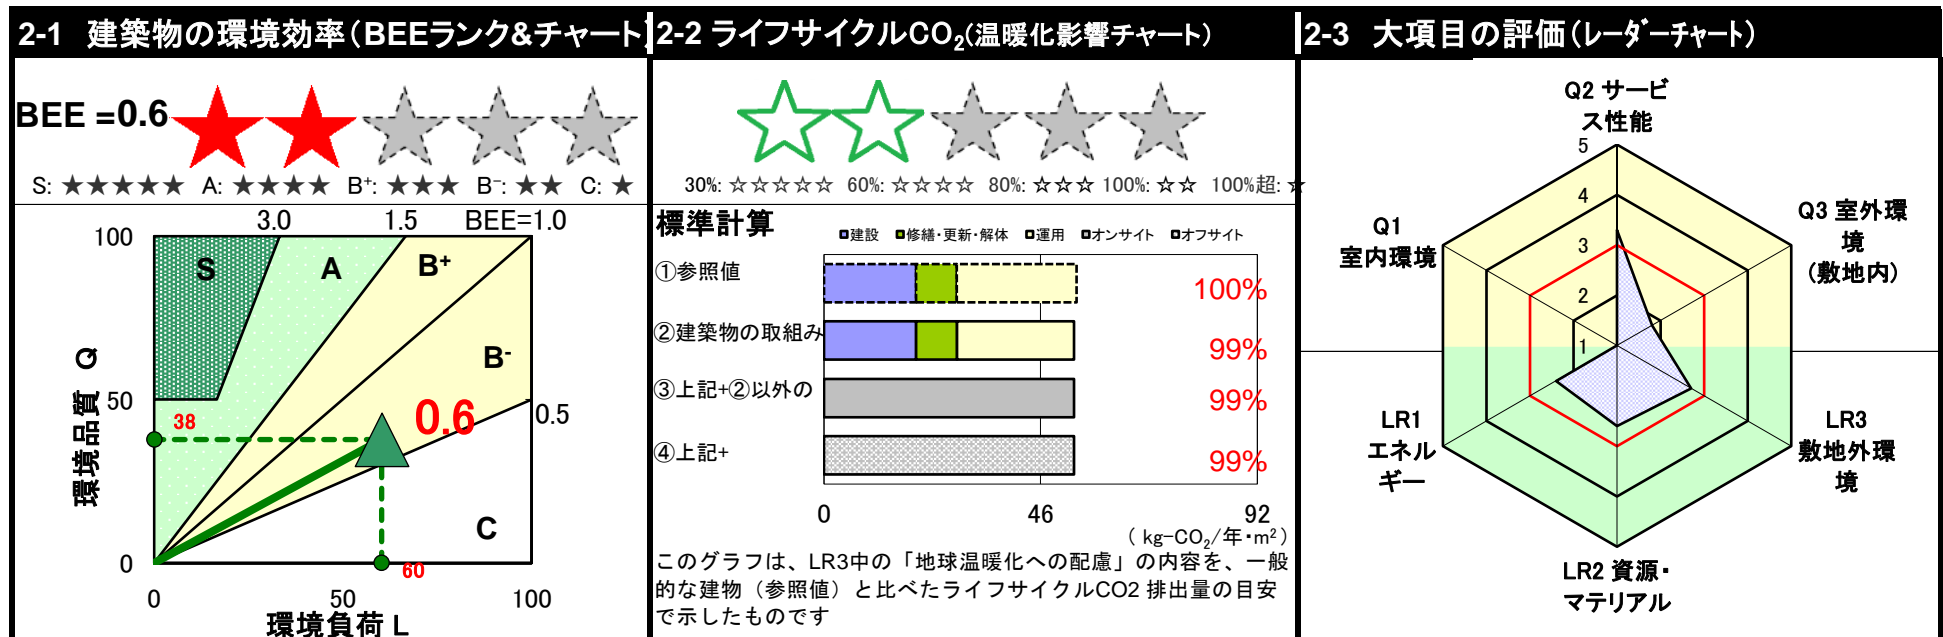 2-1 建築物の環境効率(BEEランク&チャート)
BEE =0.6
S: ★★★★★ A: ★★★★ B+: ★★★ B-: ★★ C: ★
3.0 1.5 BEE=1.0
100
S A B+
B-
環境品質 Q
50
38
0.6
0.5
C
0
60
0 50 100
環境負荷 L
2-2 ライフサイクルCO2(温暖化影響チャート)
30%: ☆☆☆☆☆ 60%: ☆☆☆☆ 80%: ☆☆☆ 100%: ☆☆ 100%超: ☆
標準計算
建設 修繕・更新・解体 運用 オンサイト オフサイト
①参照値 100%
②建築物の取組み 99%
③上記+②以外の 99%
④上記+ 99%
0 46 92
( kg-CO2/年・m2 )
このグラフは、LR3中の「地球温暖化への配慮」の内容を、一般
的な建物(参照値)と比べたライフサイクルCO2 排出量の目安
で示したものです
2-3 大項目の評価(レーダーチャート)
Q2 サービ
ス性能
5
4
3
2
1
Q1
室内環境
Q3 室外環
境
(敷地内)
LR1
エネル
ギー
LR3
敷地外環
境
LR2 資源・
マテリアル